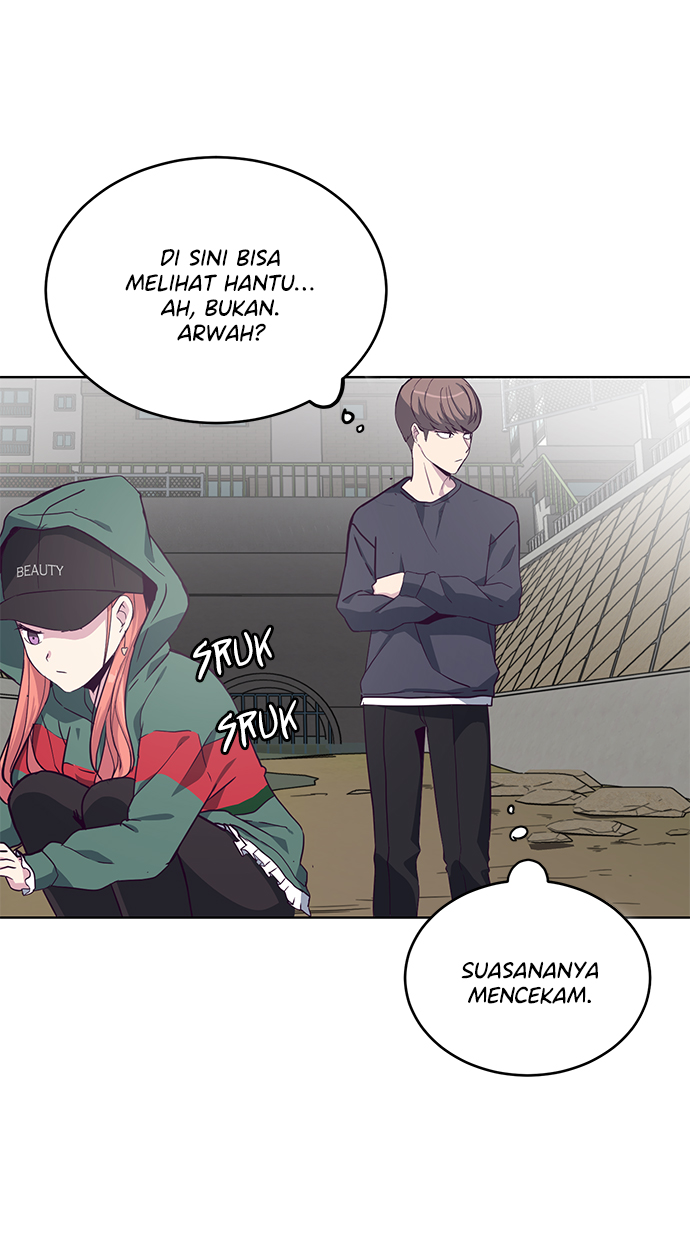 DI SINI BISA
MELIHAT HANTU...
AH, BUKAN.
ARWAH?
BEAUTY
SRUK
SRUK
SUASANANYA
MENCEKAM.